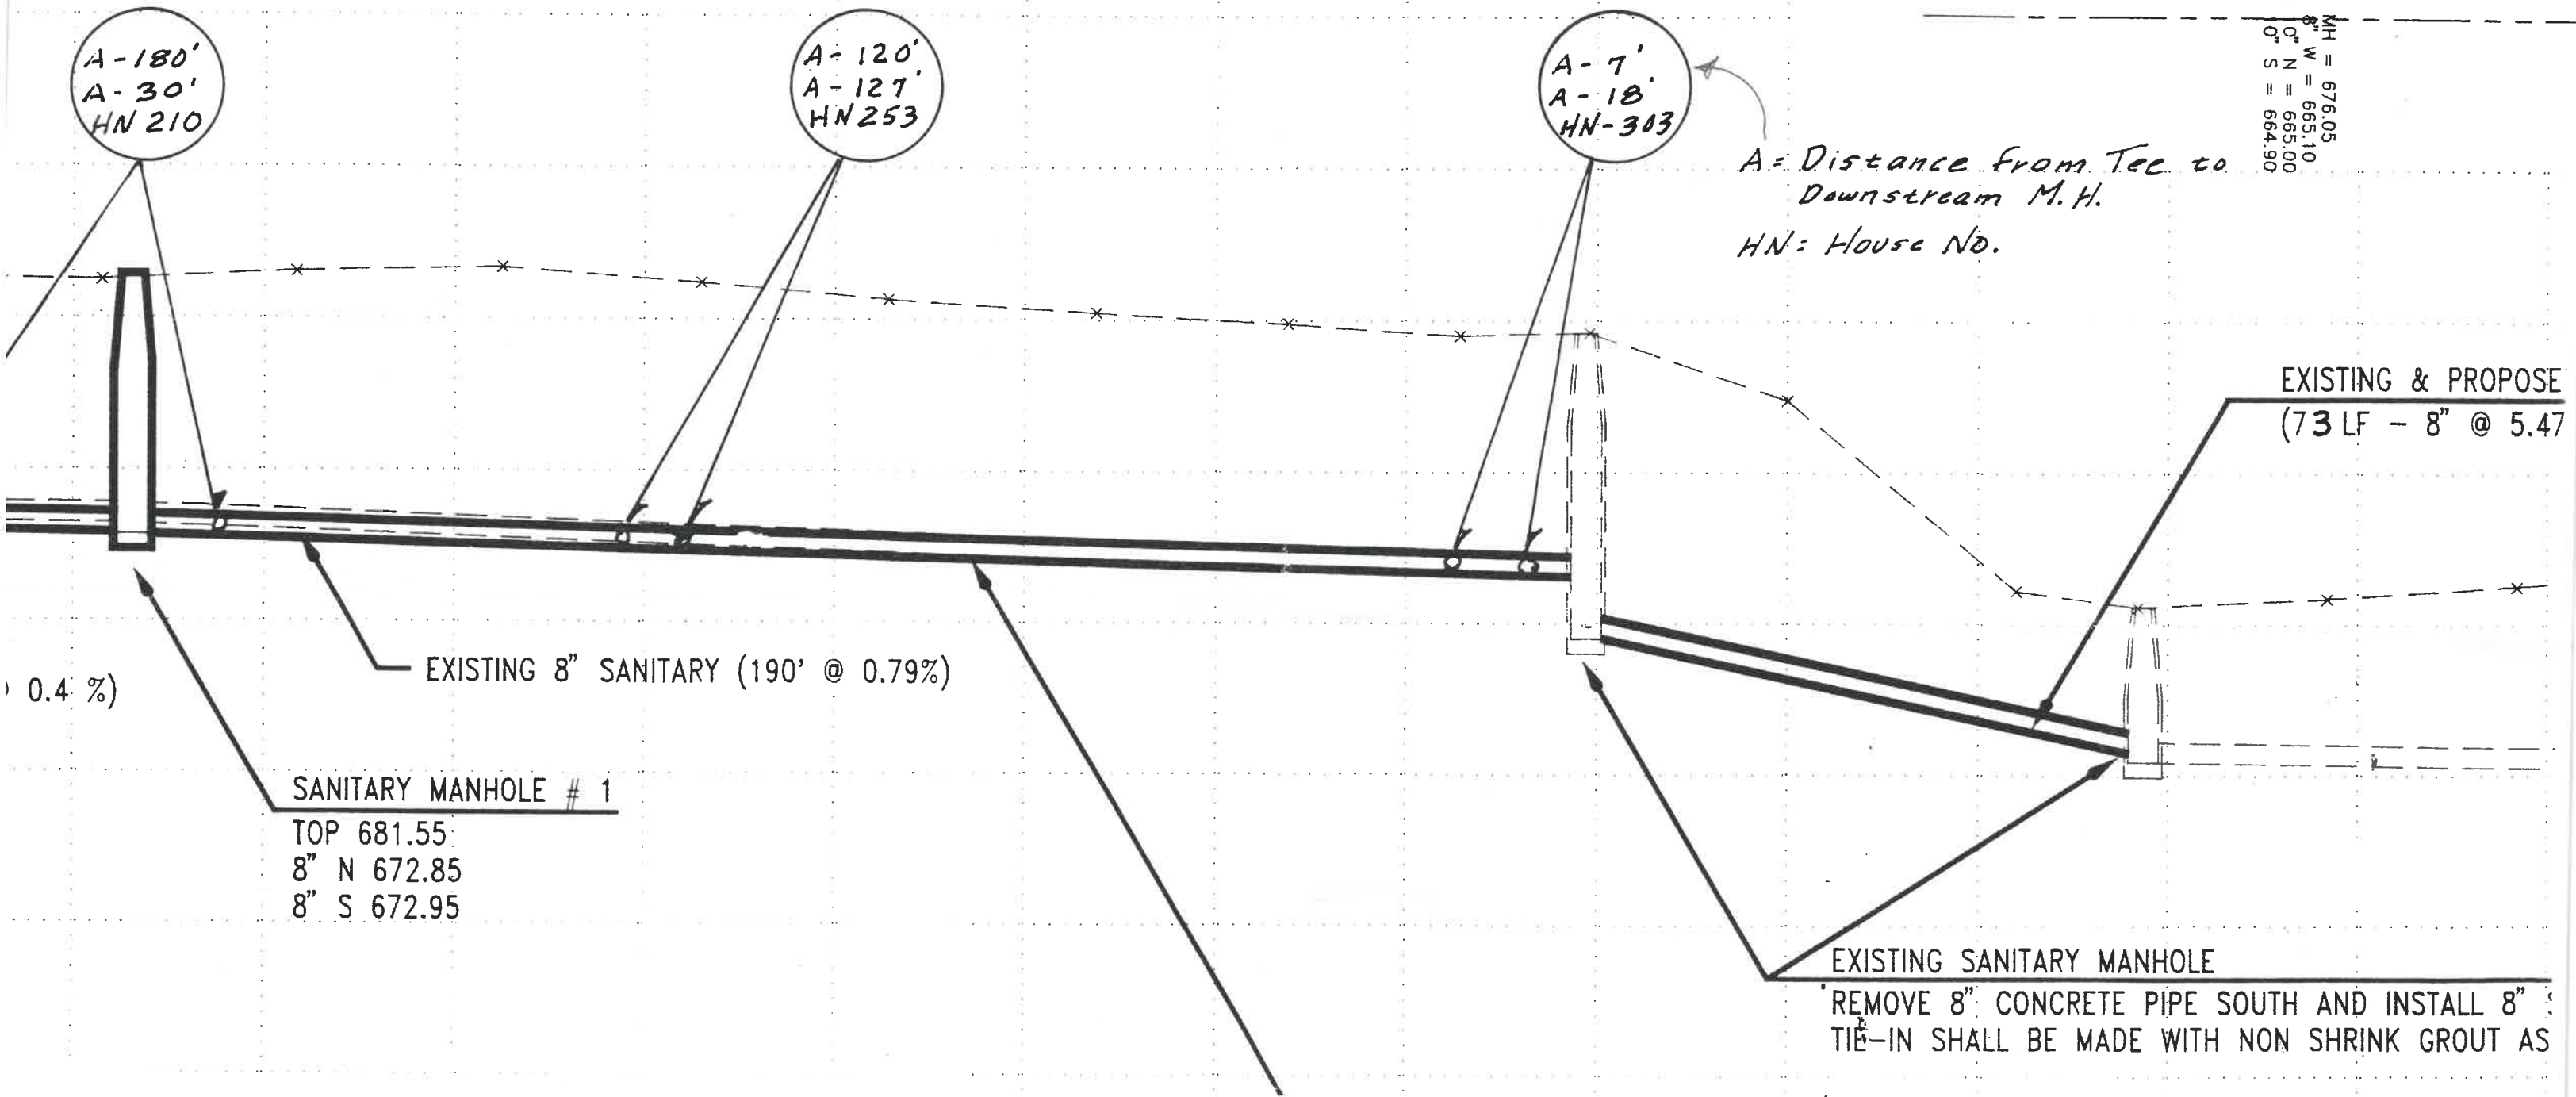 A-180'
A-30'
HN 210
A-120'
A-127'
HN 253
A-7'
A-18'
HN-303
A = Distance from Tee to
Downstream M.H.
HN: House No.
MH = 676.05
8" W = 665.10
0" N = 665.00
0" S = 664.90
EXISTING & PROPOSE
(73 LF - 8" @ 5.47
EXISTING 8" SANITARY (190' @ 0.79%)
0.4 %)
SANITARY MANHOLE # 1
TOP 681.55
8" N 672.85
8" S 672.95
EXISTING SANITARY MANHOLE
REMOVE 8" CONCRETE PIPE SOUTH AND INSTALL 8"
TIE-IN SHALL BE MADE WITH NON SHRINK GROUT AS